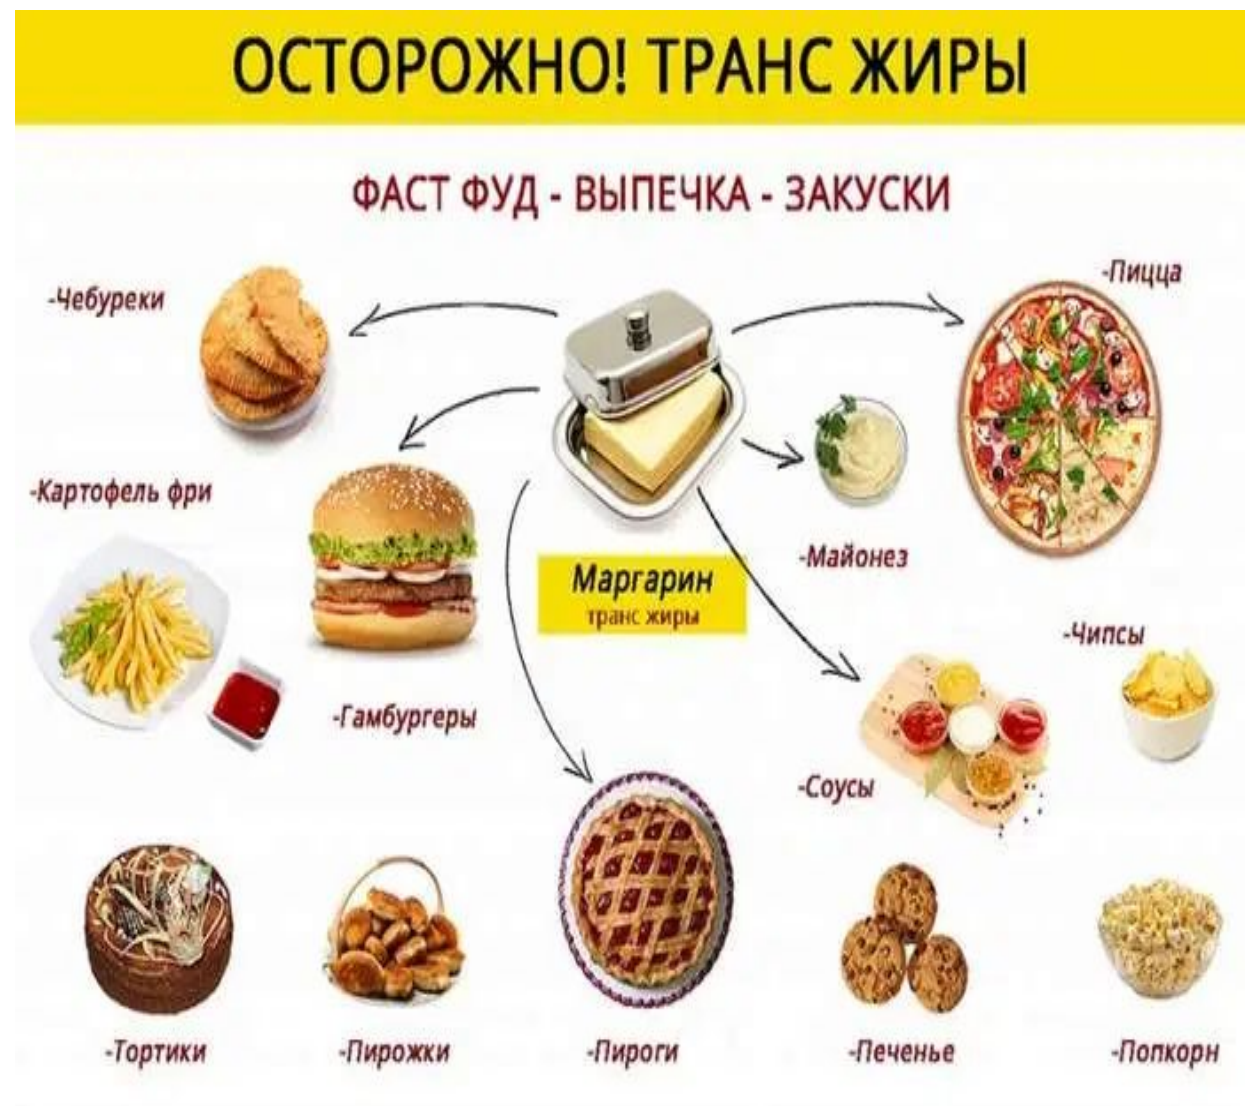 ОСТОРОЖНО! ТРАНС ЖИРЫ
ФАСТ ФУД - ВЫПЕЧКА - ЗАКУСКИ
-Чебуреки
-Пицца
-Картофель фри
-Майонез
Маргарин
транс жиры
-Чипсы
-Гамбургеры
-Соусы
-Тортики
-Пирожки
-Пироги
-Печенье
-Попкорн